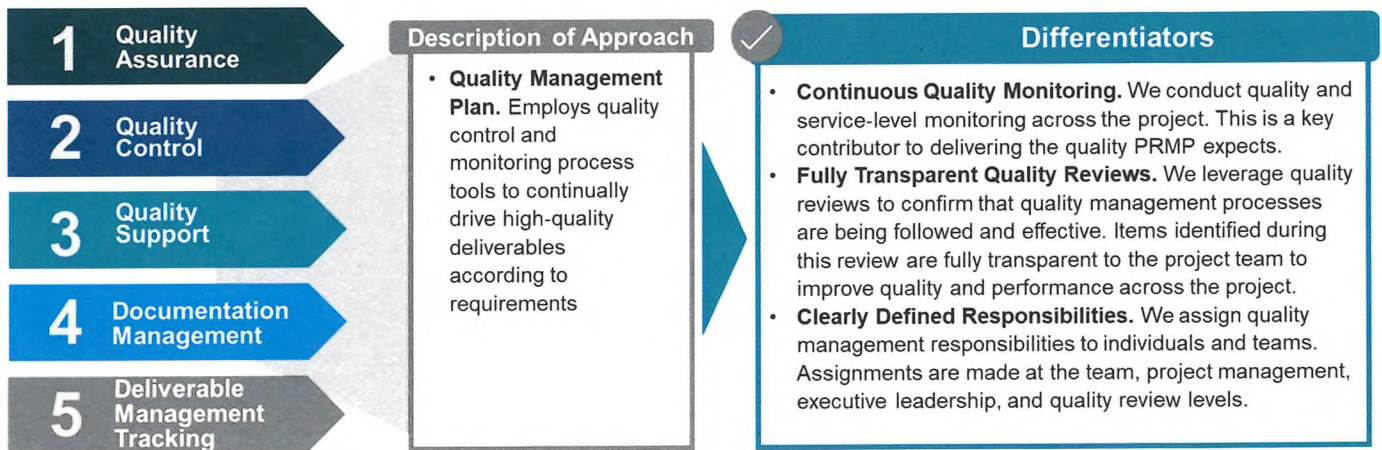 1
Quality
Assurance
2
Quality
Control
3
Quality
Support
4
Documentation
Management
5
Deliverable
Management
Tracking
Description of Approach
• Quality Management
Plan. Employs quality
control and
monitoring process
tools to continually
drive high-quality
deliverables
according to
requirements
Differentiators
• Continuous Quality Monitoring. We conduct quality and
service-level monitoring across the project. This is a key
contributor to delivering the quality PRMP expects.
• Fully Transparent Quality Reviews. We leverage quality
reviews to confirm that quality management processes
are being followed and effective. Items identified during
this review are fully transparent to the project team to
improve quality and performance across the project.
• Clearly Defined Responsibilities. We assign quality
management responsibilities to individuals and teams.
Assignments are made at the team, project management,
executive leadership, and quality review levels.